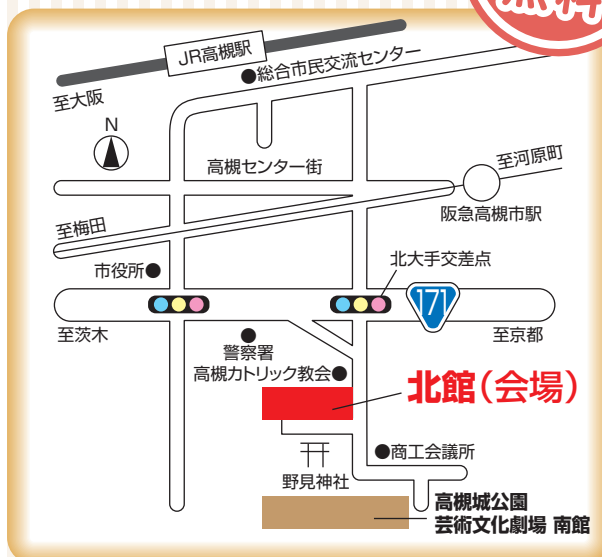 無料
JR高槻駅
●総合市民交流センター
至大阪
N
高槻センター街
至河原町
阪急高槻市駅
至梅田
市役所●
北大手交差点
171
至茨木
至京都
警察署
高槻カトリック教会●
北館(会場)
●商工会議所
野見神社
高槻城公園
芸術文化劇場 南館